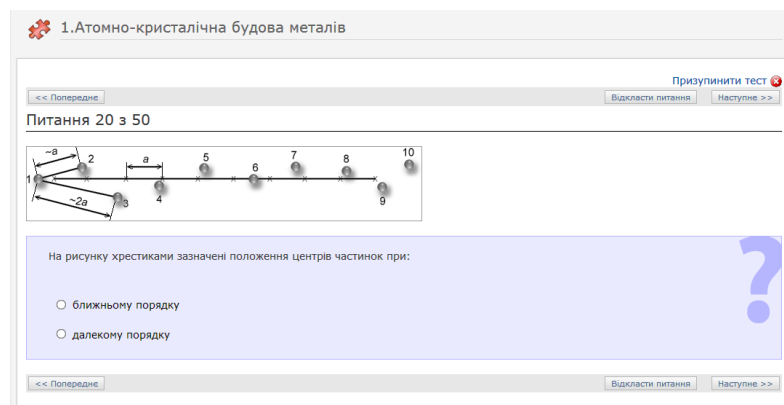 1.Атомно-кристалічна будова металів
Призупинити тест
<< Попереднє
Відкласти питання
Наступне >>
Питання 20 з 50
~a
2
a
5
7
8
10
1
6
~2a
3
4
9
На рисунку хрестиками зазначені положення центрів частинок при:
ближньому порядку
далекому порядку
?
<< Попереднє
Відкласти питання
Наступне >>